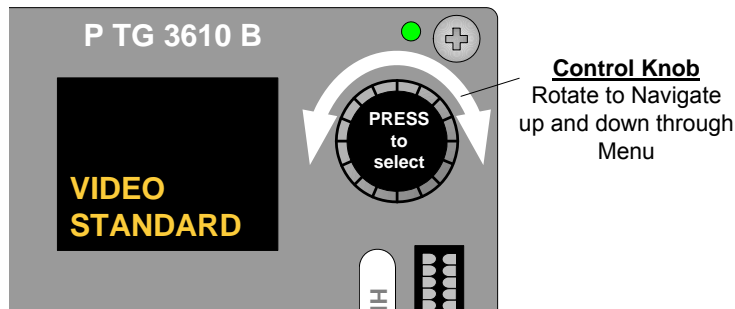 P TG 3610 B
Control Knob
Rotate to Navigate
up and down through
Menu
PRESS
to
select
VIDEO
STANDARD